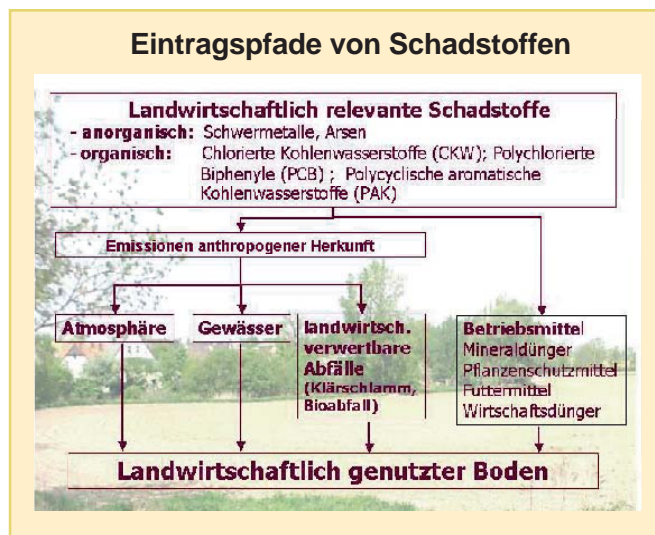 Eintragspfade von Schadstoffen
Landwirtschaftlich relevante Schadstoffe
- anorganisch: Schwermetalle, Arsen
- organisch: Chlorierte Kohlenwasserstoffe (CKW); Polychlorierte
Biphenyle (PCB) ; Polycyclische aromatische
Kohlenwasserstoffe (PAK)
Emissionen anthropogener Herkunft
Atmosphäre
Gewässer
landwirtsch.
verwertbare
Abfälle
(Klärschlamm,
Bioabfall)
Betriebsmittel
Mineraldünger
Pflanzenschutzmittel
Futtermittel
Wirtschaftsdünger
Landwirtschaftlich genutzter Boden